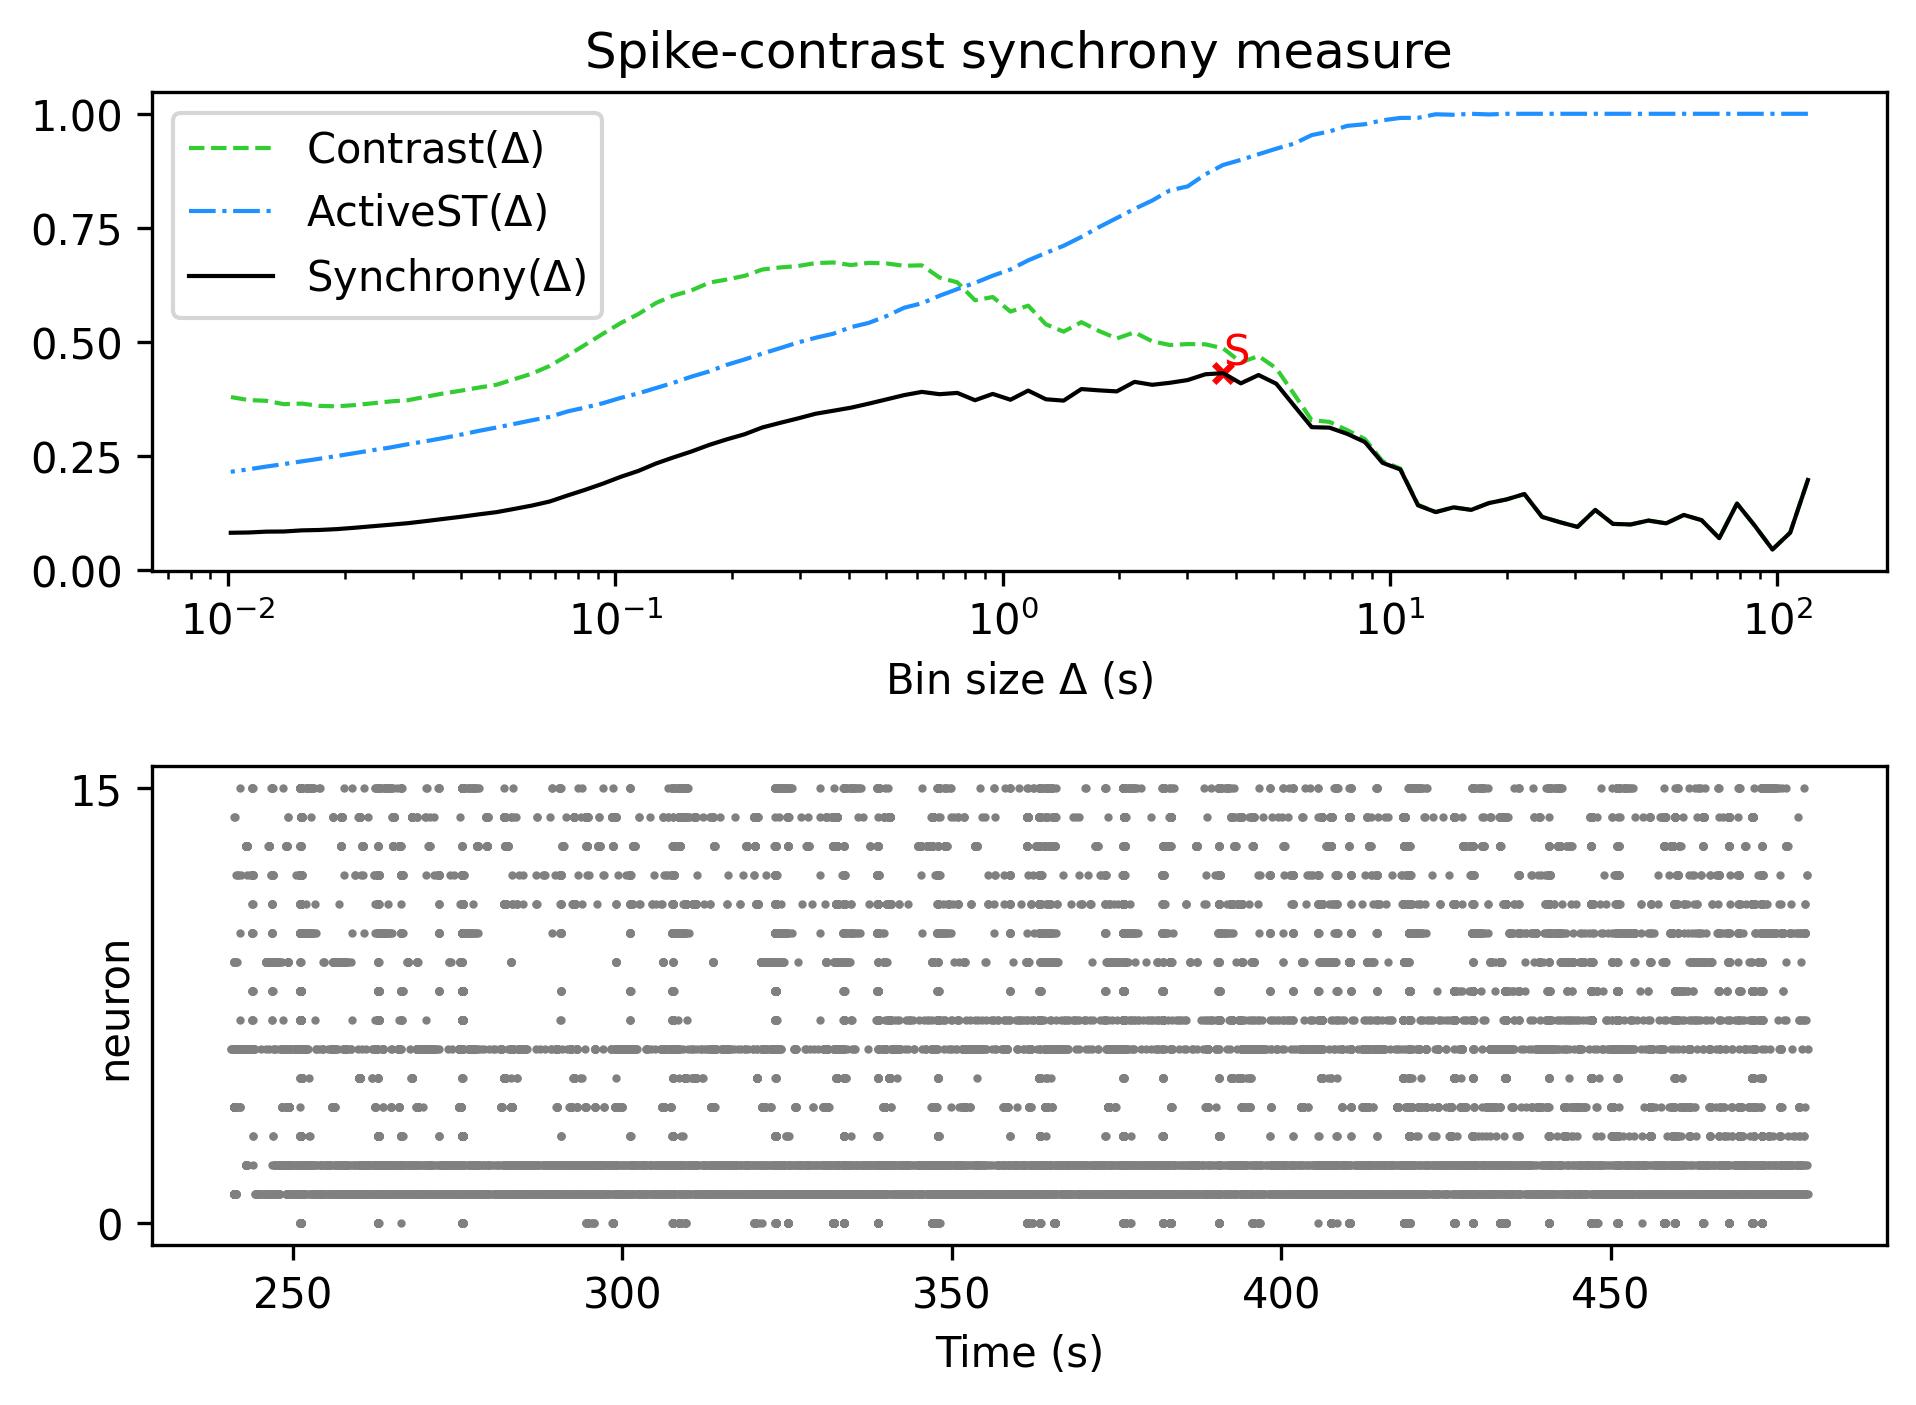 Spike-contrast synchrony measure
1.00
0.75
0.50
0.25
0.00
Contrast(Δ)
ActiveST(Δ)
Synchrony(Δ)
S
10⁻² 10⁻¹ 10⁰ 10¹ 10²
Bin size Δ (s)
15
neuron
0
250 300 350 400 450
Time (s)